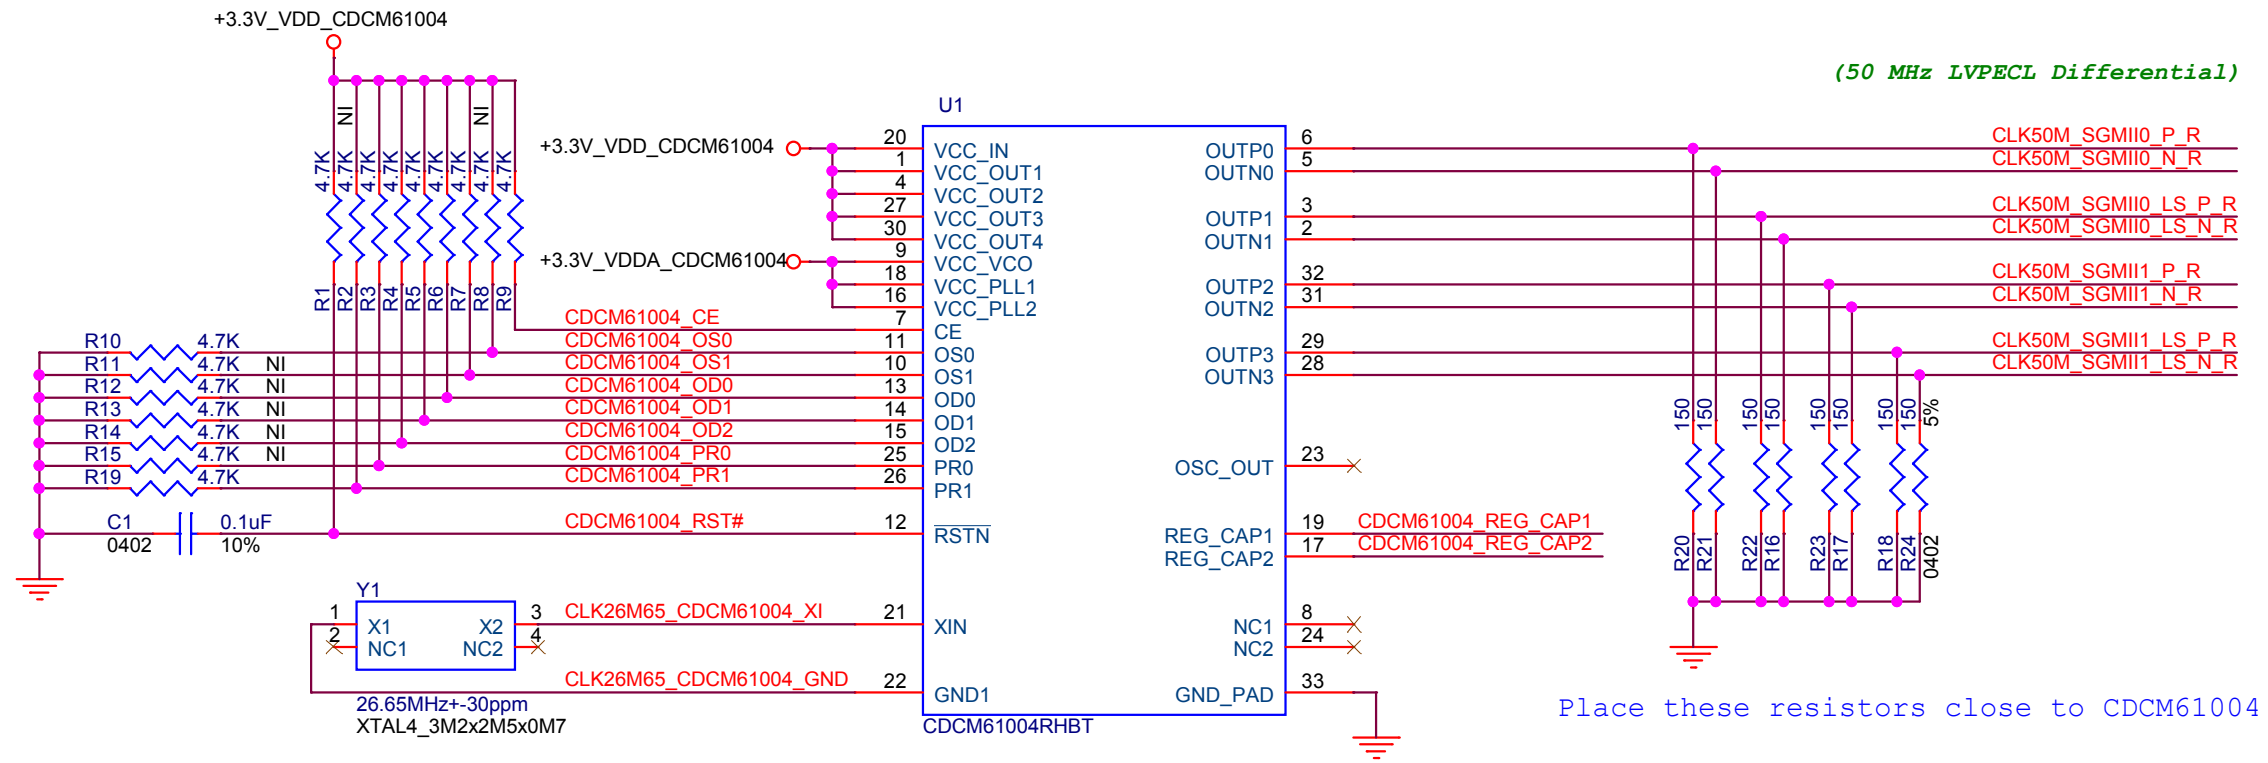 +3.3V_VDD_CDCM61004
(50 MHz LVPECL Differential)
NI
NI
4.7K
4.7K
4.7K
4.7K
4.7K
4.7K
4.7K
4.7K
4.7K
R1
R2
R3
R4
R5
R6
R7
R8
R9
R10 4.7K
R11 4.7K NI
R12 4.7K NI
R13 4.7K NI
R14 4.7K NI
R15 4.7K NI
R19 4.7K
C1 0.1uF
0402 10%
Y1
1 X1 X2 3
2 NC1 NC2 4
26.65MHz+-30ppm
XTAL4_3M2x2M5x0M7
+3.3V_VDD_CDCM61004
+3.3V_VDDA_CDCM61004
CDCM61004_CE
CDCM61004_OS0
CDCM61004_OS1
CDCM61004_OD0
CDCM61004_OD1
CDCM61004_OD2
CDCM61004_PR0
CDCM61004_PR1
CDCM61004_RST#
CLK26M65_CDCM61004_XI
CLK26M65_CDCM61004_GND
U1
20 VCC_IN
1 VCC_OUT1
4 VCC_OUT2
27 VCC_OUT3
30 VCC_OUT4
9 VCC_VCO
18 VCC_PLL1
16 VCC_PLL2
7 CE
11 OS0
10 OS1
13 OD0
14 OD1
15 OD2
25 PR0
26 PR1
12 RSTN
21 XIN
22 GND1
OUTP0 6
OUTN0 5
OUTP1 3
OUTN1 2
OUTP2 32
OUTN2 31
OUTP3 29
OUTN3 28
OSC_OUT 23
REG_CAP1 19
REG_CAP2 17
NC1 8
NC2 24
GND_PAD 33
CDCM61004RHBT
CDCM61004_REG_CAP1
CDCM61004_REG_CAP2
CLK50M_SGMII0_P_R
CLK50M_SGMII0_N_R
CLK50M_SGMII0_LS_P_R
CLK50M_SGMII0_LS_N_R
CLK50M_SGMII1_P_R
CLK50M_SGMII1_N_R
CLK50M_SGMII1_LS_P_R
CLK50M_SGMII1_LS_N_R
150
150
150
150
150
150
150
150
5%
R20
R21
R22
R16
R23
R17
R18
R24
0402
Place these resistors close to CDCM61004